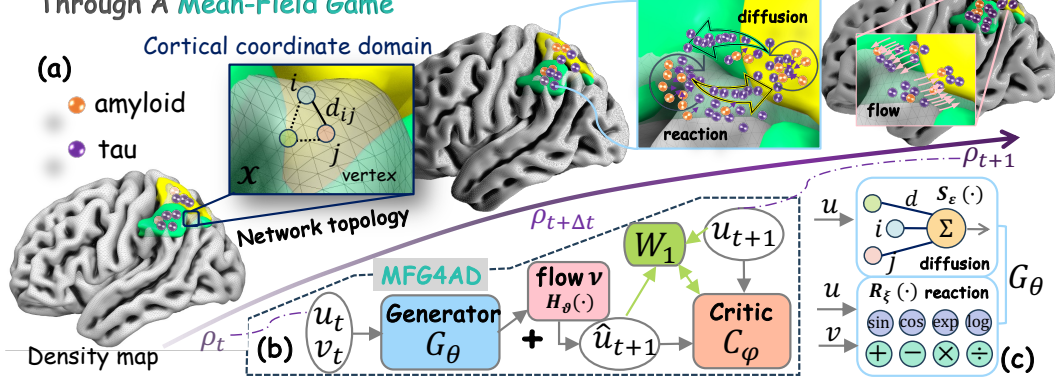 Through A Mean-Field Game
(a)
amyloid
tau
Cortical coordinate domain
i
d_{ij}
j
𝒙
vertex
Network topology
Density map
diffusion
reaction
flow
ρ_t
ρ_{t+Δt}
ρ_{t+1}
MFG4AD
(b)
u_t
v_t
Generator
G_θ
+
flow ν
H_ϑ(·)
û_{t+1}
W_1
u_{t+1}
Critic
C_φ
u
d
S_ε (·)
i
Σ
j
diffusion
G_θ
u
v
R_ξ (·) reaction
sin cos exp log
+ − × ÷
(c)